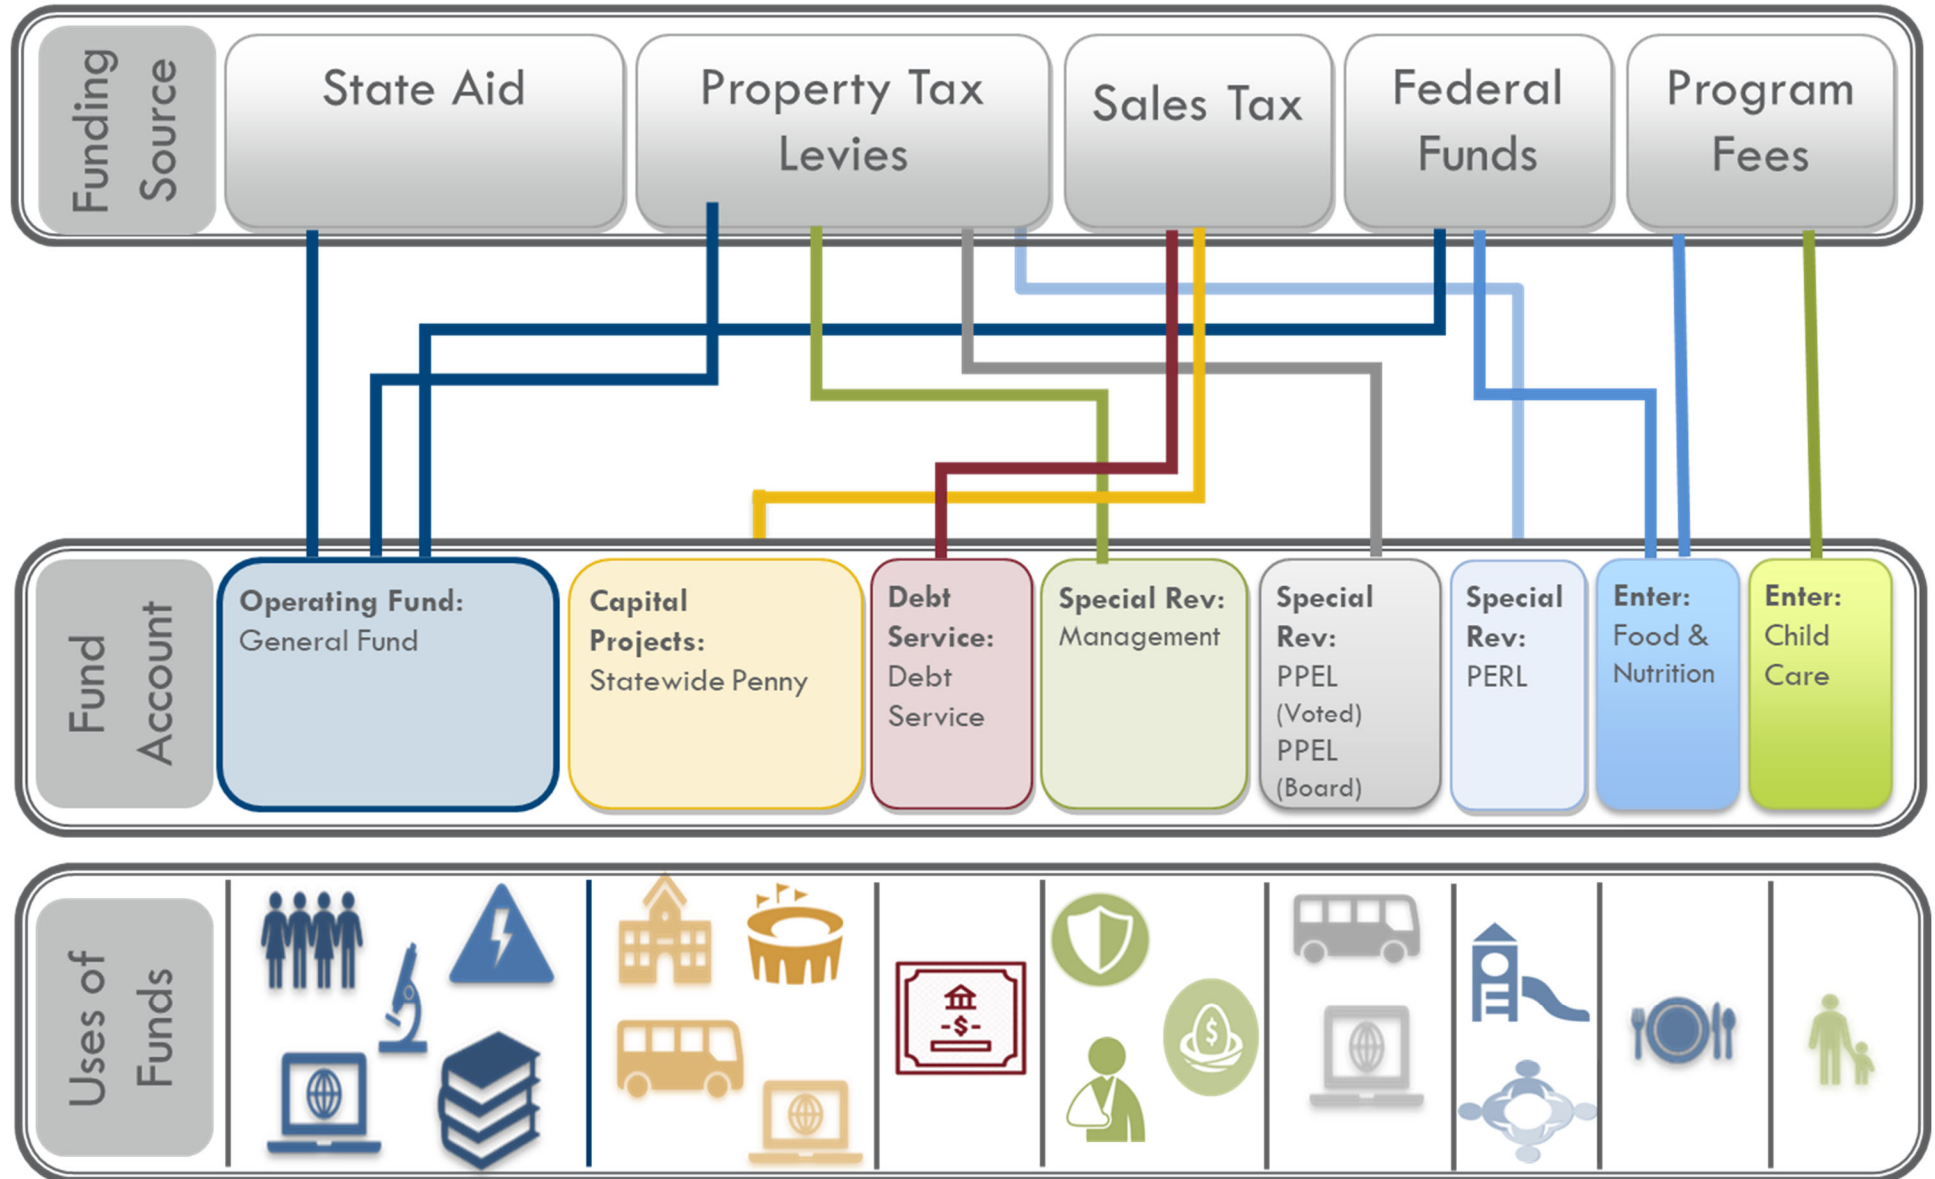 Funding
Source
State Aid
Property Tax
Levies
Sales Tax
Federal
Funds
Program
Fees
Fund
Account
Operating Fund:
General Fund
Capital
Projects:
Statewide Penny
Debt
Service:
Debt
Service
Special Rev:
Management
Special
Rev:
PPEL
(Voted)
PPEL
(Board)
Special
Rev:
PERL
Enter:
Food &
Nutrition
Enter:
Child
Care
Uses of
Funds
-$-
$